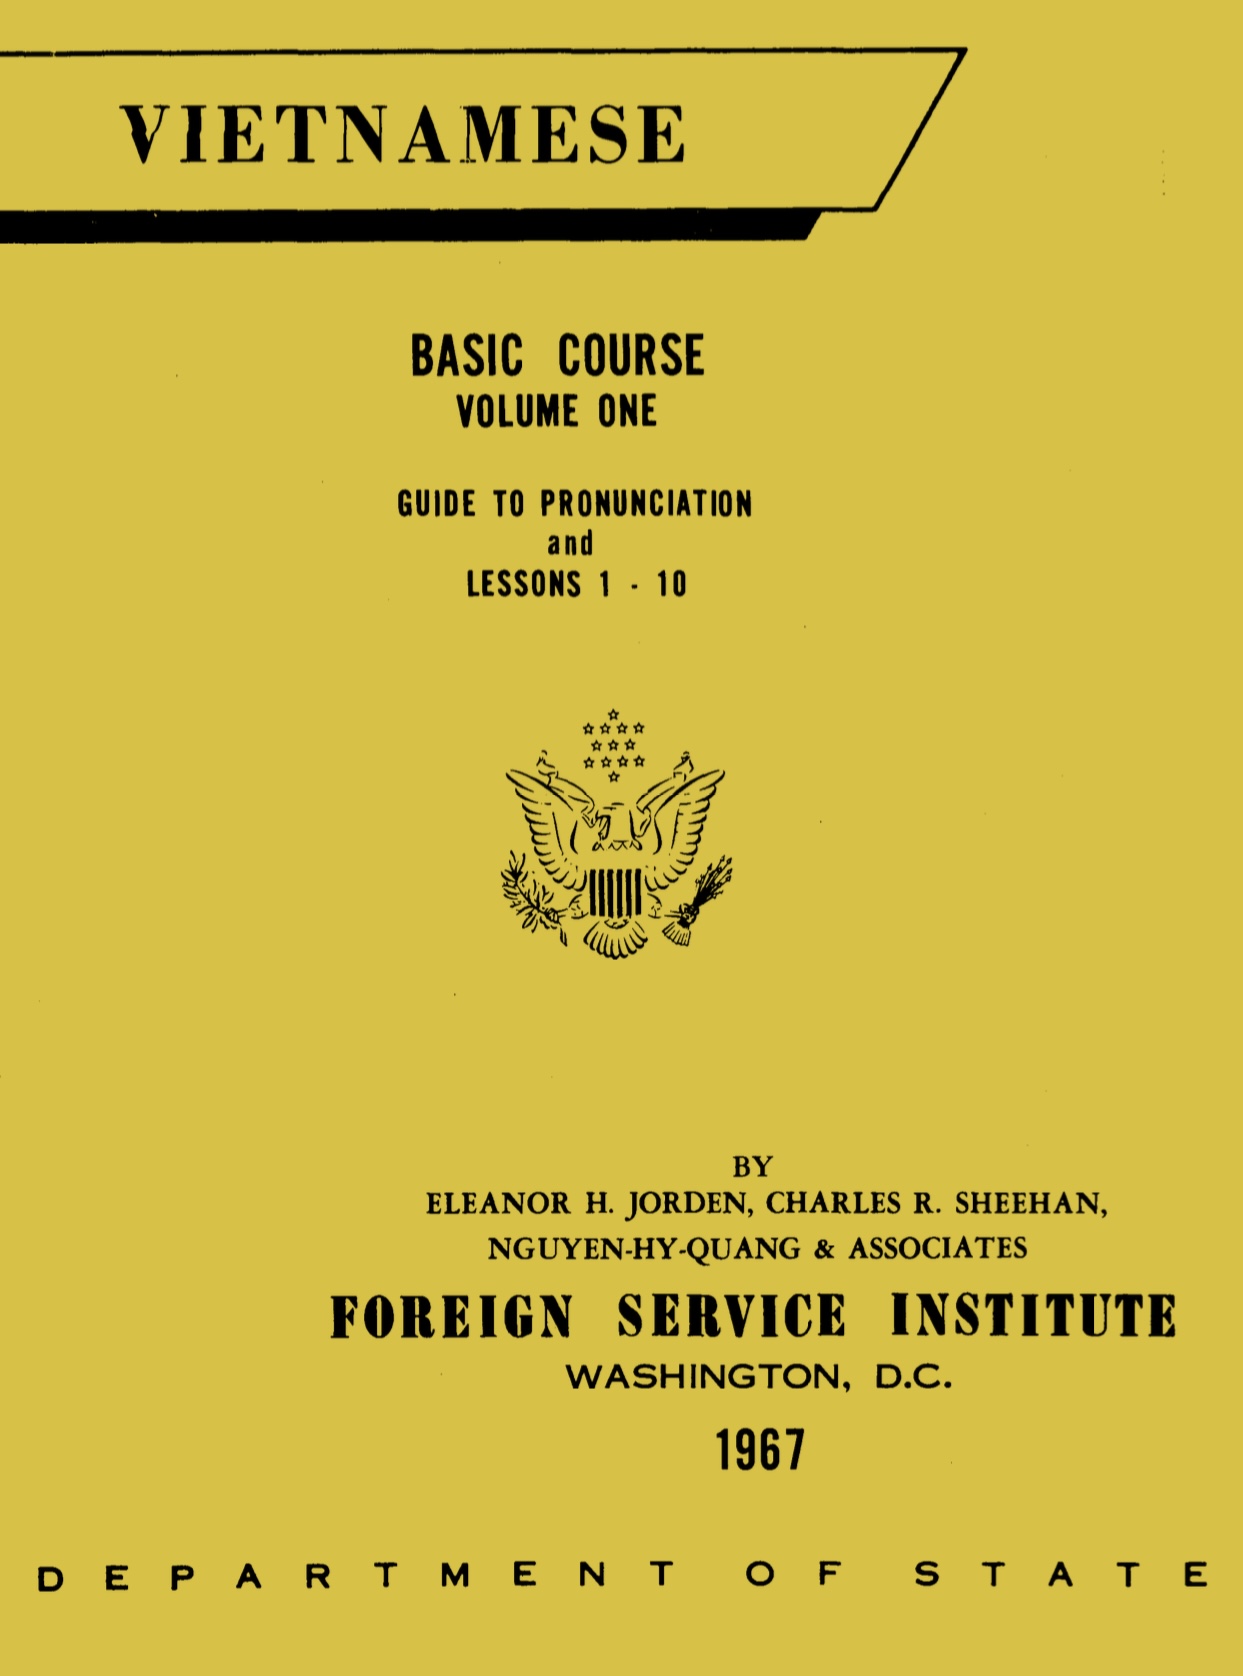 VIETNAMESE
BASIC COURSE
VOLUME ONE
GUIDE TO PRONUNCIATION
and
LESSONS 1 - 10
BY
ELEANOR H. JORDEN, CHARLES R. SHEEHAN,
NGUYEN-HY-QUANG & ASSOCIATES
FOREIGN SERVICE INSTITUTE
WASHINGTON, D.C.
1967
DEPARTMENT OF STATE